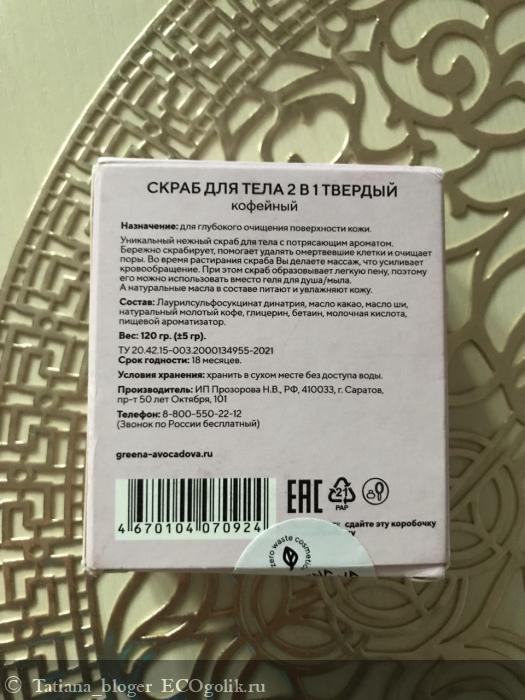 СКРАБ ДЛЯ ТЕЛА 2 В 1 ТВЕРДЫЙ
кофейный
Назначение: для глубокого очищения поверхности кожи.
Уникальный нежный скраб для тела с потрясающим ароматом.
Бережно скрабирует, помогает удалять омертвевшие клетки и очищает
поры. Во время растирания скраба Вы делаете массаж, что усиливает
кровообращение. При этом скраб образовывает легкую пену, поэтому
его можно использовать вместо геля для душа/мыла.
А натуральные масла в составе питают и увлажняют кожу.
Состав: Лаурилсульфосукцинат динатрия, масло какао, масло ши,
натуральный молотый кофе, глицерин, бетаин, молочная кислота,
пищевой ароматизатор.
Вес: 120 гр. (±5 гр).
ТУ 20.42.15-003.2000134955-2021
Срок годности: 18 месяцев.
Условия хранения: хранить в сухом месте без доступа воды.
Производитель: ИП Прозорова Н.В., РФ, 410033, г. Саратов,
пр-т 50 лет Октября, 101
Телефон: 8-800-550-22-12
(Звонок по России бесплатный)
greena-avocadova.ru
EAC
21
PAP
4 670104 070924
сдайте эту коробочку
zero waste cosmetic
© Tatiana_bloger ECOgolik.ru